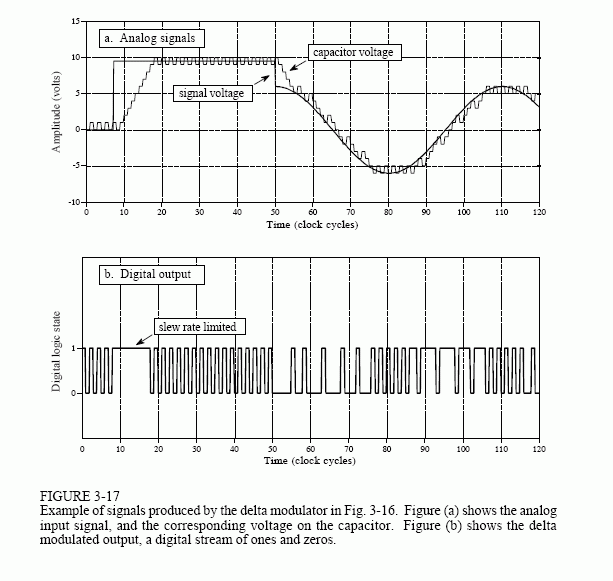 15
a. Analog signals
10
capacitor voltage
5
signal voltage
0
-5
-10
0 10 20 30 40 50 60 70 80 90 100 110 120
Time (clock cycles)
Amplitude (volts)
b. Digital output
slew rate limited
1
0
0 10 20 30 40 50 60 70 80 90 100 110 120
Time (clock cycles)
Digital logic state
FIGURE 3-17
Example of signals produced by the delta modulator in Fig. 3-16. Figure (a) shows the analog
input signal, and the corresponding voltage on the capacitor. Figure (b) shows the delta
modulated output, a digital stream of ones and zeros.